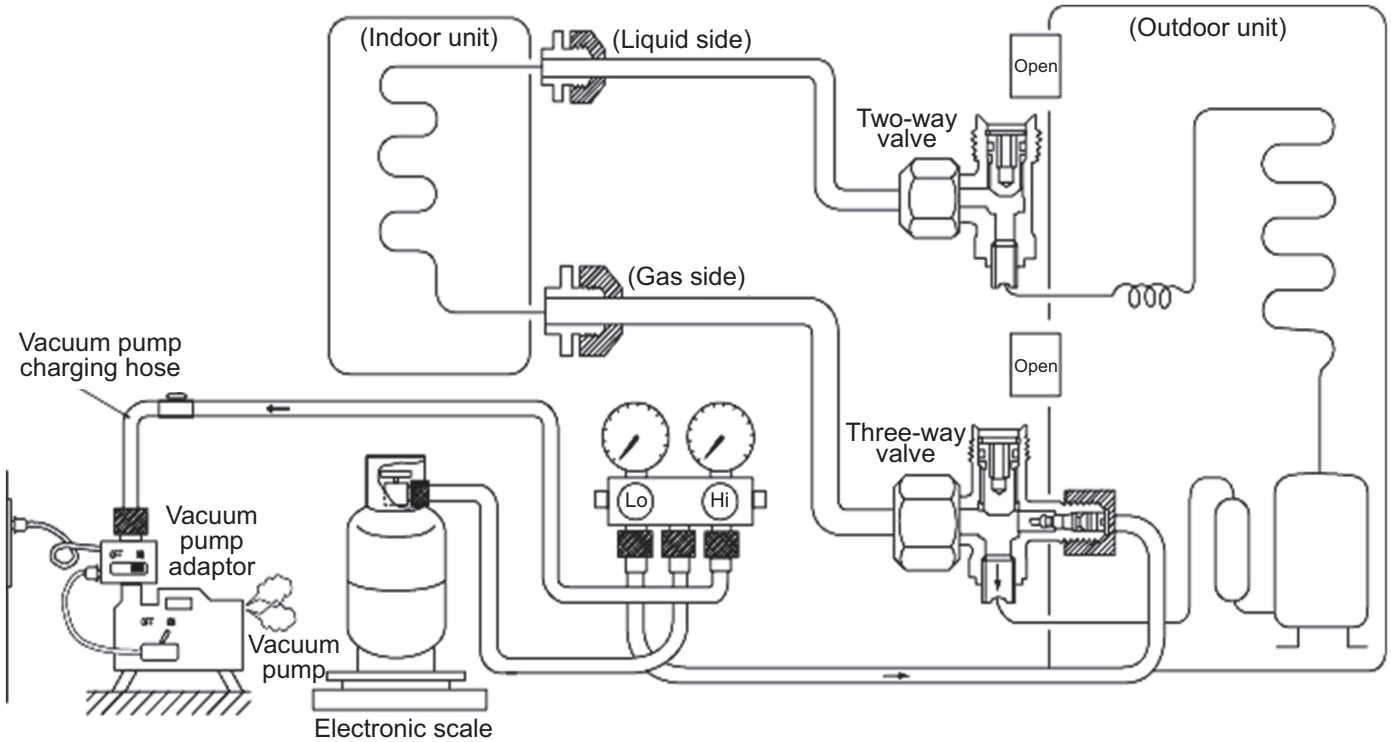 (Indoor unit)
(Liquid side)
Open
(Outdoor unit)
Two-way
valve
(Gas side)
Open
Vacuum pump
charging hose
Three-way
valve
Lo
Hi
Vacuum
pump
adaptor
Vacuum
pump
Electronic scale